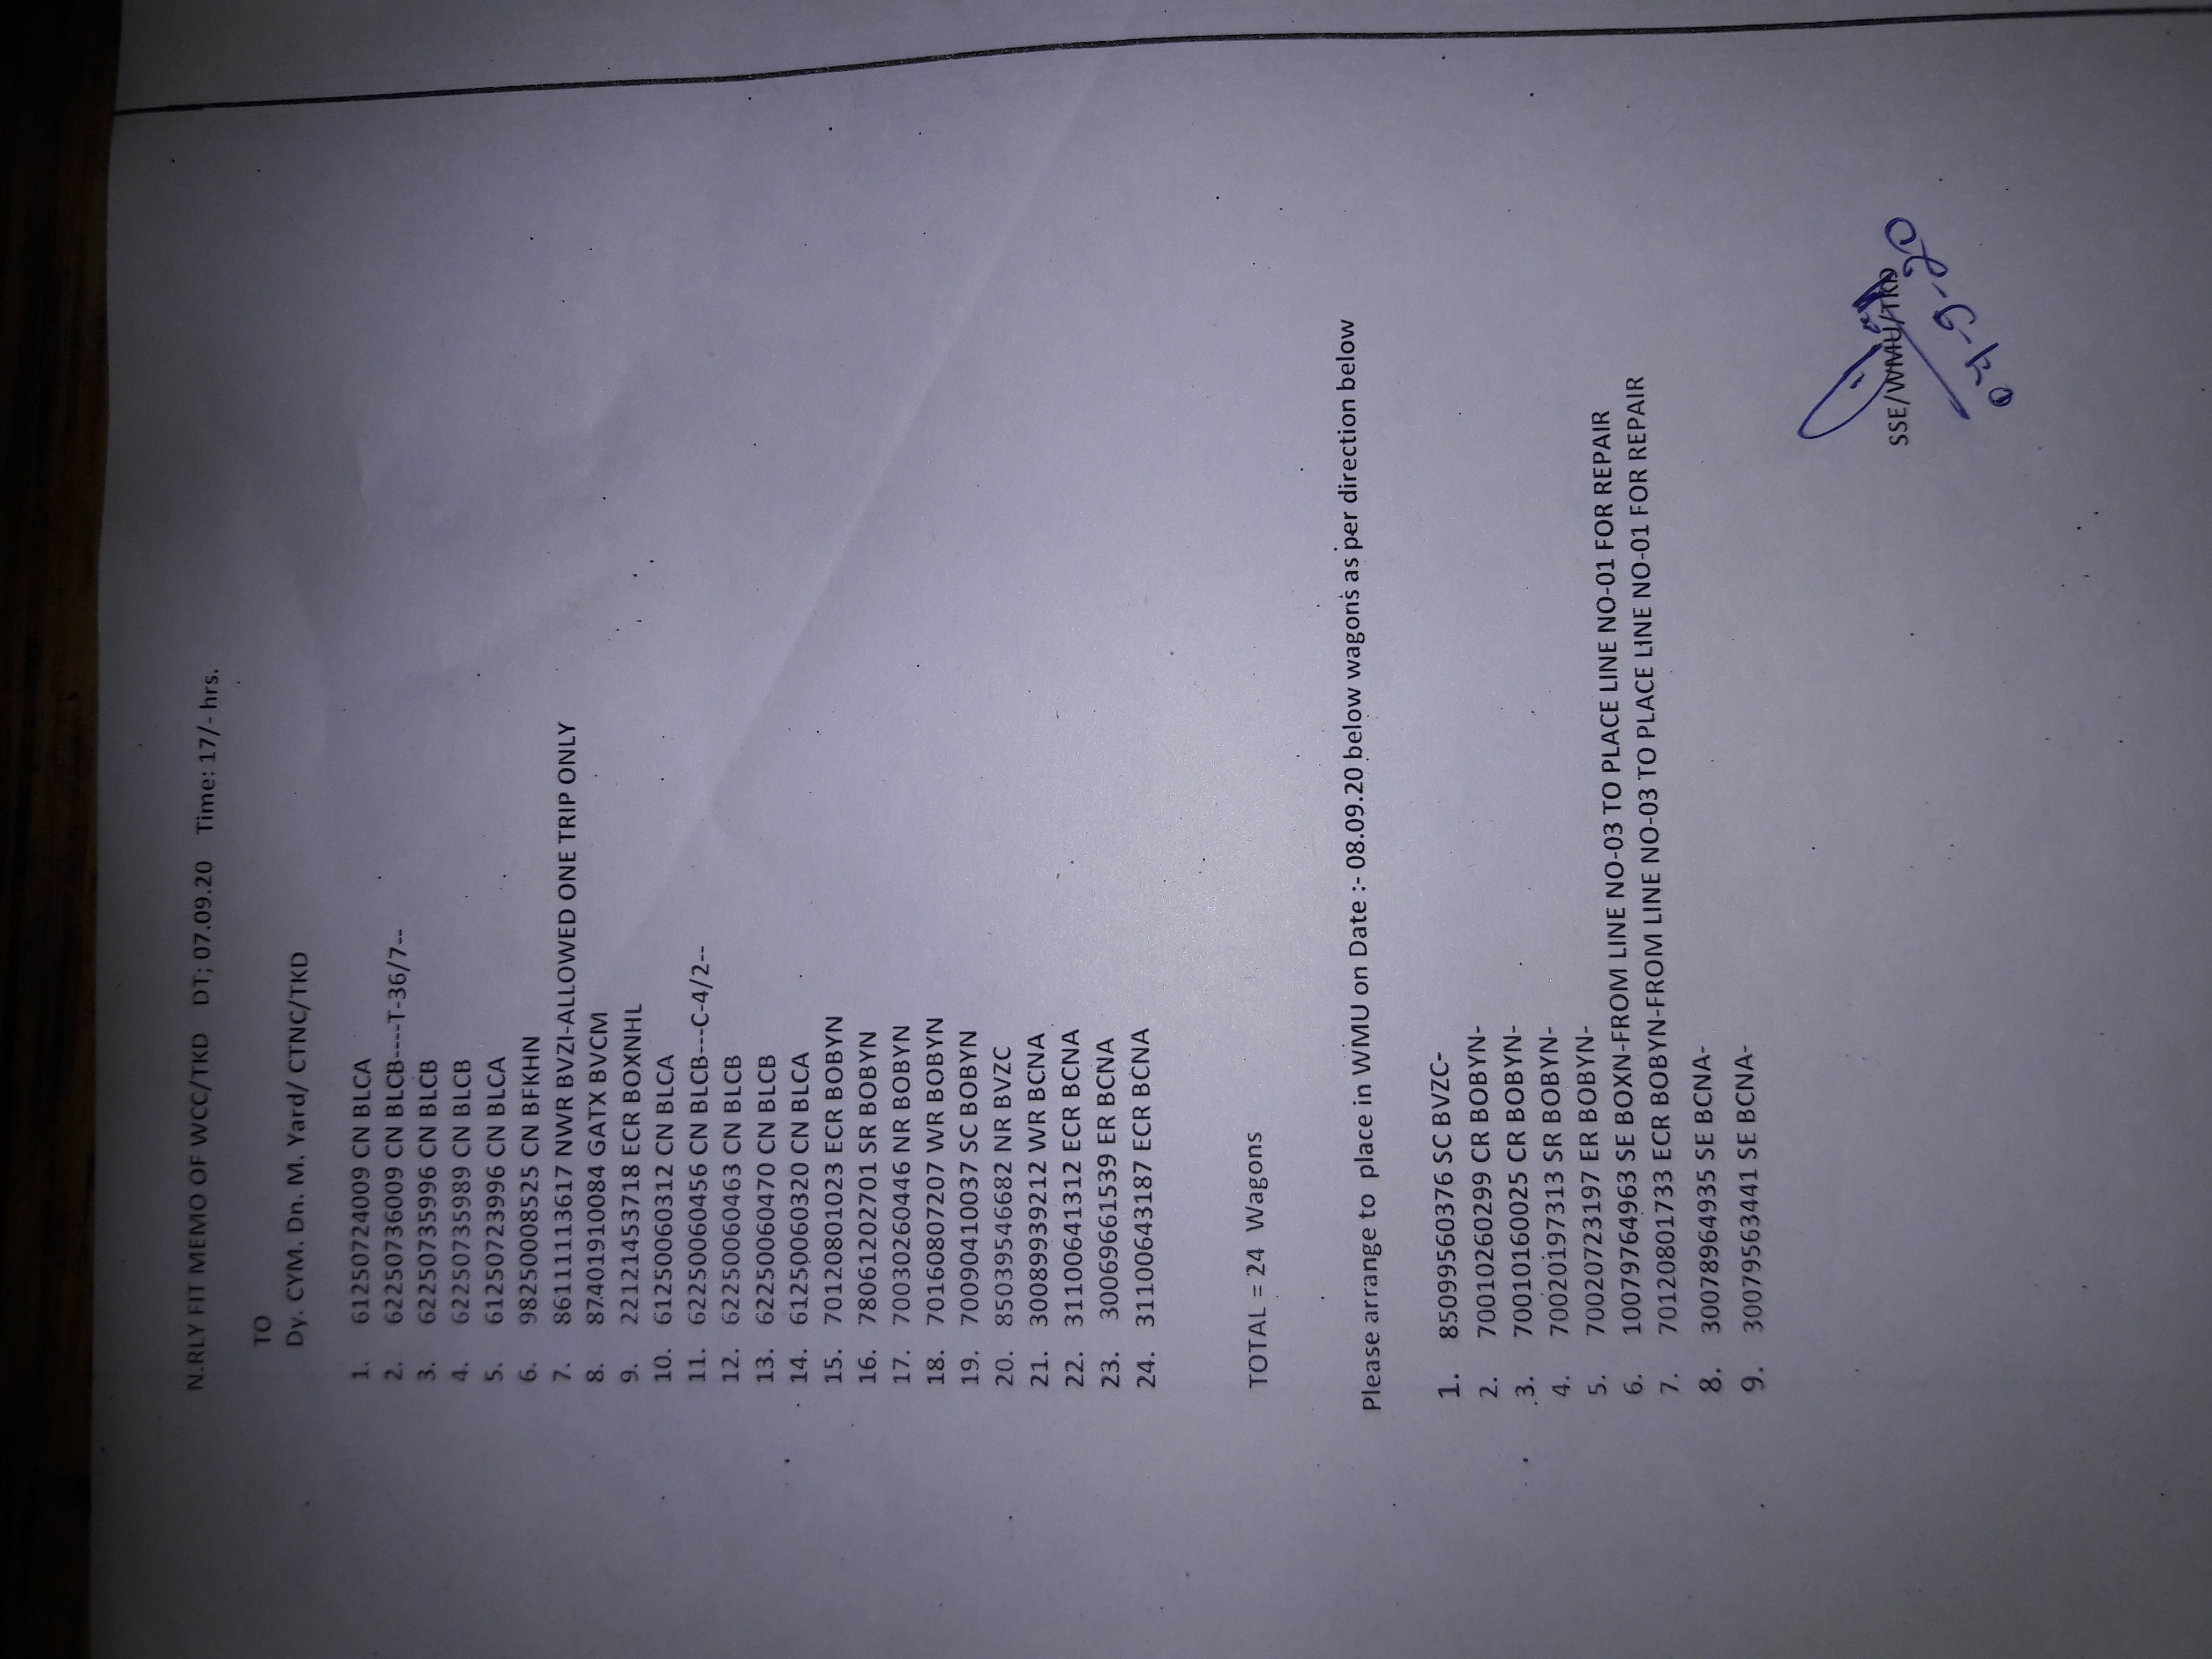 N.RLY FIT MEMO OF WCC/TKD DT; 07.09.20 Time: 17/- hrs.
TO
Dy. CYM. Dn. M. Yard/ CTNC/TKD
1. 61250724009 CN BLCA
2. 62250736009 CN BLCB----T-36/7--
3. 62250735996 CN BLCB
4. 62250735989 CN BLCB
5. 61250723996 CN BLCA
6. 98250008525 CN BFKHN
7. 86111113617 NWR BVZI-ALLOWED ONE TRIP ONLY
8. 87401910084 GATX BVCM
9. 22121453718 ECR BOXNHL
10. 61250060312 CN BLCA
11. 62250060456 CN BLCB---C-4/2--
12. 62250060463 CN BLCB
13. 62250060470 CN BLCB
14. 61250060320 CN BLCA
15. 70120801023 ECR BOBYN
16. 78061202701 SR BOBYN
17. 70030260446 NR BOBYN
18. 70160807207 WR BOBYN
19. 70090410037 SC BOBYN
20. 85039546682 NR BVZC
21. 30089939212 WR BCNA
22. 31100641312 ECR BCNA
23. 30069661539 ER BCNA
24. 31100643187 ECR BCNA
TOTAL = 24 Wagons
Please arrange to place in WMU on Date :- 08.09.20 below wagons as per direction below
1. 85099560376 SC BVZC-
2. 70010260299 CR BOBYN-
3. 70010160025 CR BOBYN-
4. 70020197313 SR BOBYN-
5. 70020723197 ER BOBYN-
6. 10079764963 SE BOXN-FROM LINE NO-03 TO PLACE LINE NO-01 FOR REPAIR
7. 70120801733 ECR BOBYN-FROM LINE NO-03 TO PLACE LINE NO-01 FOR REPAIR
8. 30078964935 SE BCNA-
9. 30079563441 SE BCNA-
SSE/WMU/TKD
07-9-20